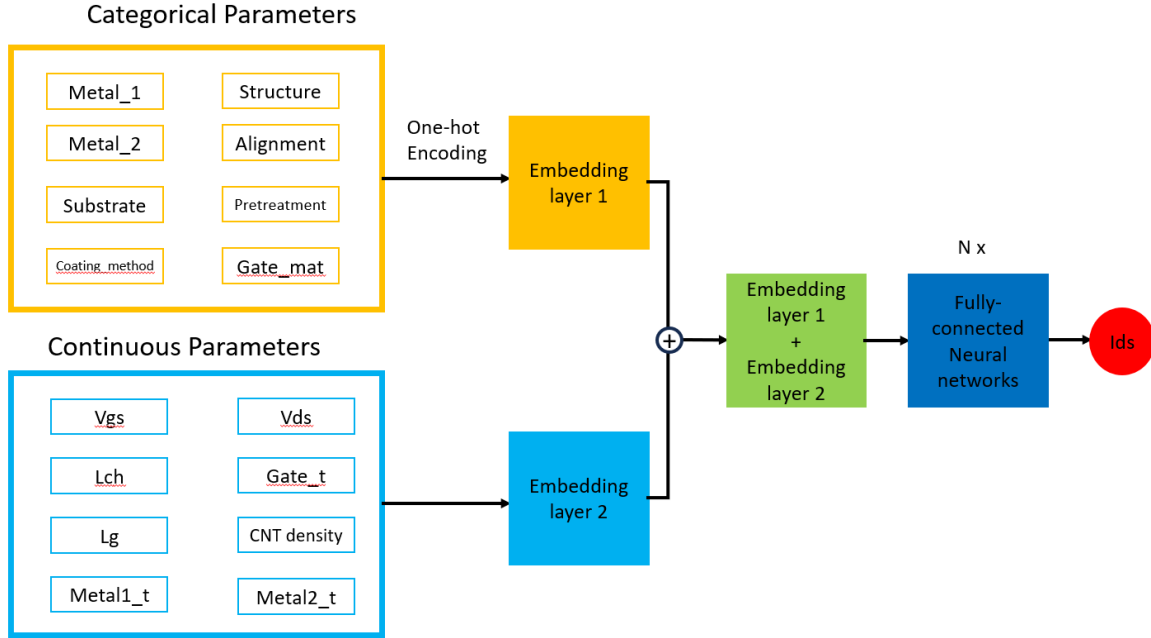 Categorical Parameters
Metal_1
Structure
Metal_2
Alignment
Substrate
Pretreatment
Coating_method
Gate_mat
One-hot
Encoding
Embedding
layer 1
Continuous Parameters
Vgs
Vds
Lch
Gate_t
Lg
CNT density
Metal1_t
Metal2_t
Embedding
layer 2
+
Embedding
layer 1
+
Embedding
layer 2
N x
Fully-
connected
Neural
networks
Ids